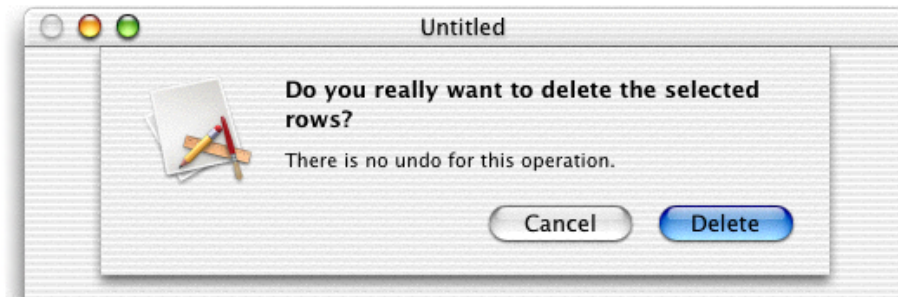 Untitled
Do you really want to delete the selected
rows?
There is no undo for this operation.
Cancel Delete